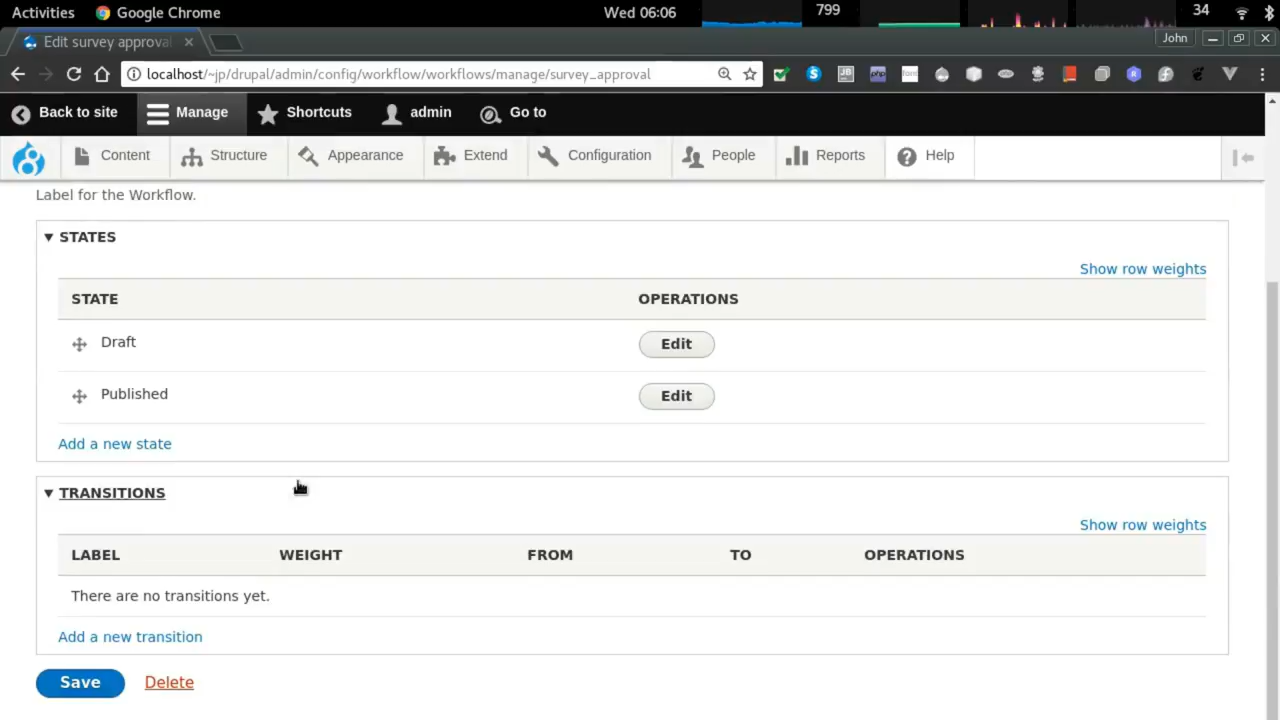 Activities Google Chrome Wed 06:06 799 34
Edit survey approval John
localhost/~jp/drupal/admin/config/workflow/workflows/manage/survey_approval
Back to site Manage Shortcuts admin Go to
Content Structure Appearance Extend Configuration People Reports Help
Label for the Workflow.
STATES
Show row weights
STATE OPERATIONS
Draft Edit
Published Edit
Add a new state
TRANSITIONS
Show row weights
LABEL WEIGHT FROM TO OPERATIONS
There are no transitions yet.
Add a new transition
Save Delete